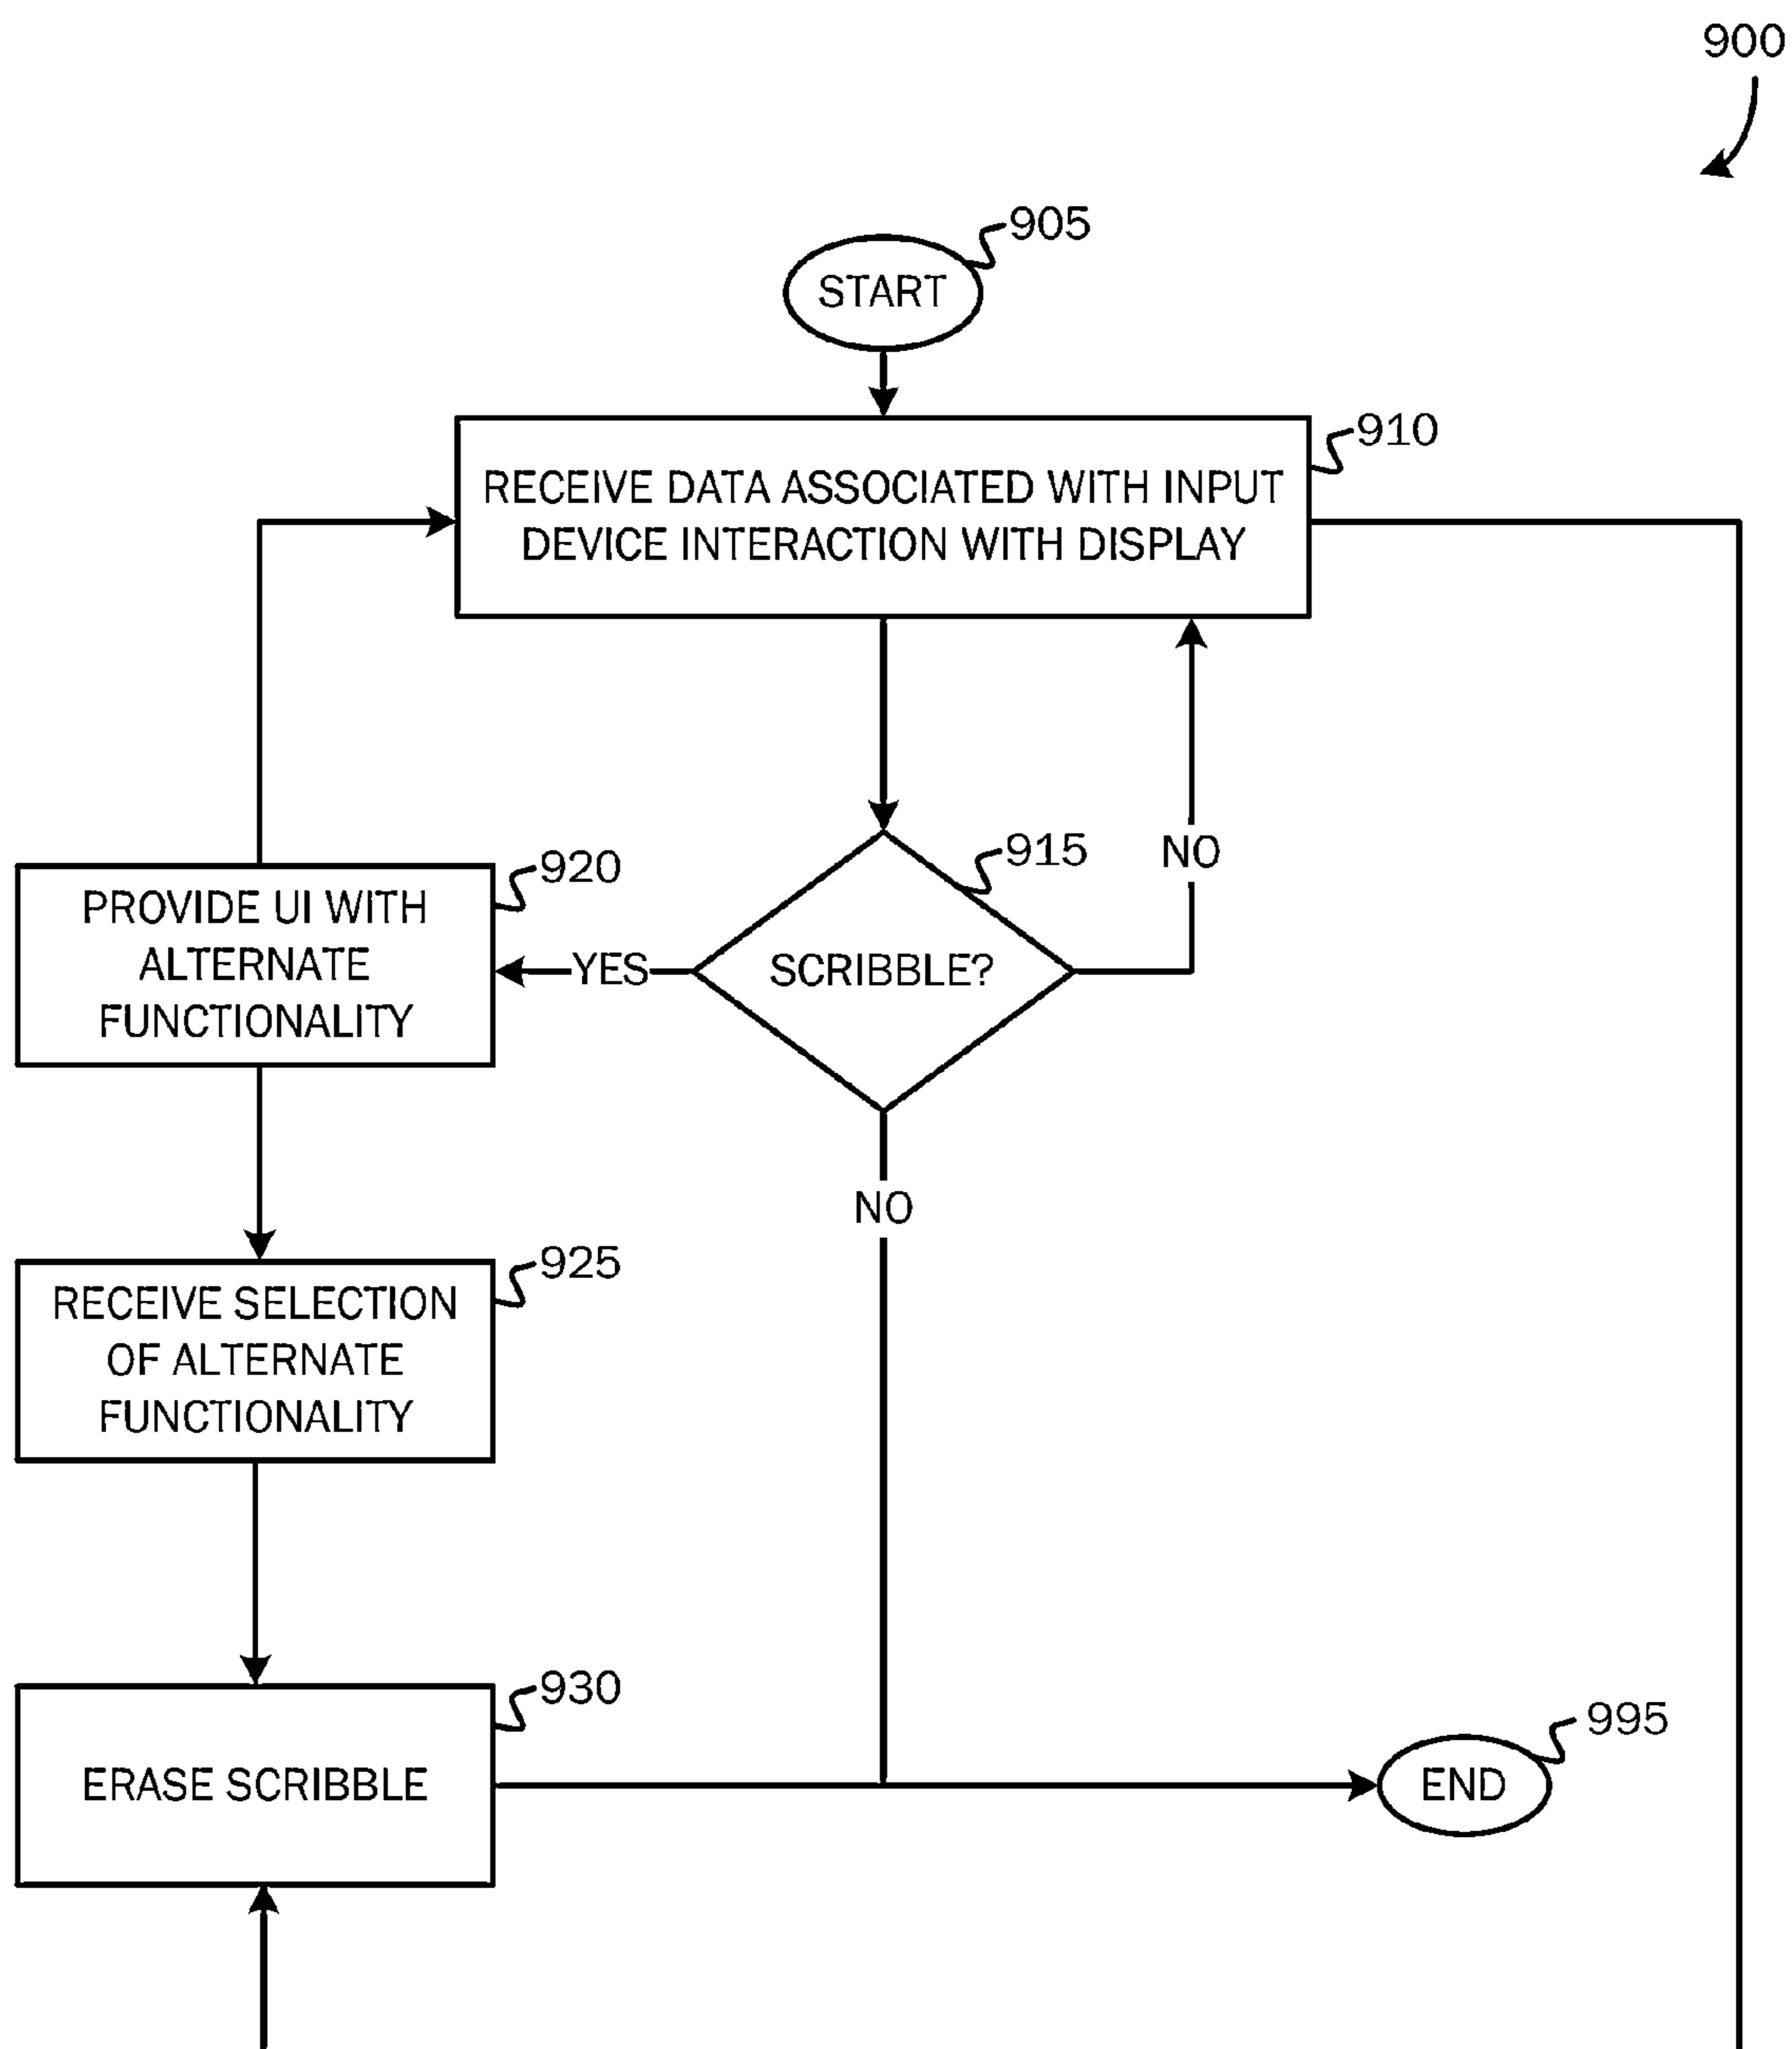 900
905
START
910
RECEIVE DATA ASSOCIATED WITH INPUT
DEVICE INTERACTION WITH DISPLAY
915
NO
920
PROVIDE UI WITH
ALTERNATE
FUNCTIONALITY
YES
SCRIBBLE?
NO
925
RECEIVE SELECTION
OF ALTERNATE
FUNCTIONALITY
930
ERASE SCRIBBLE
995
END